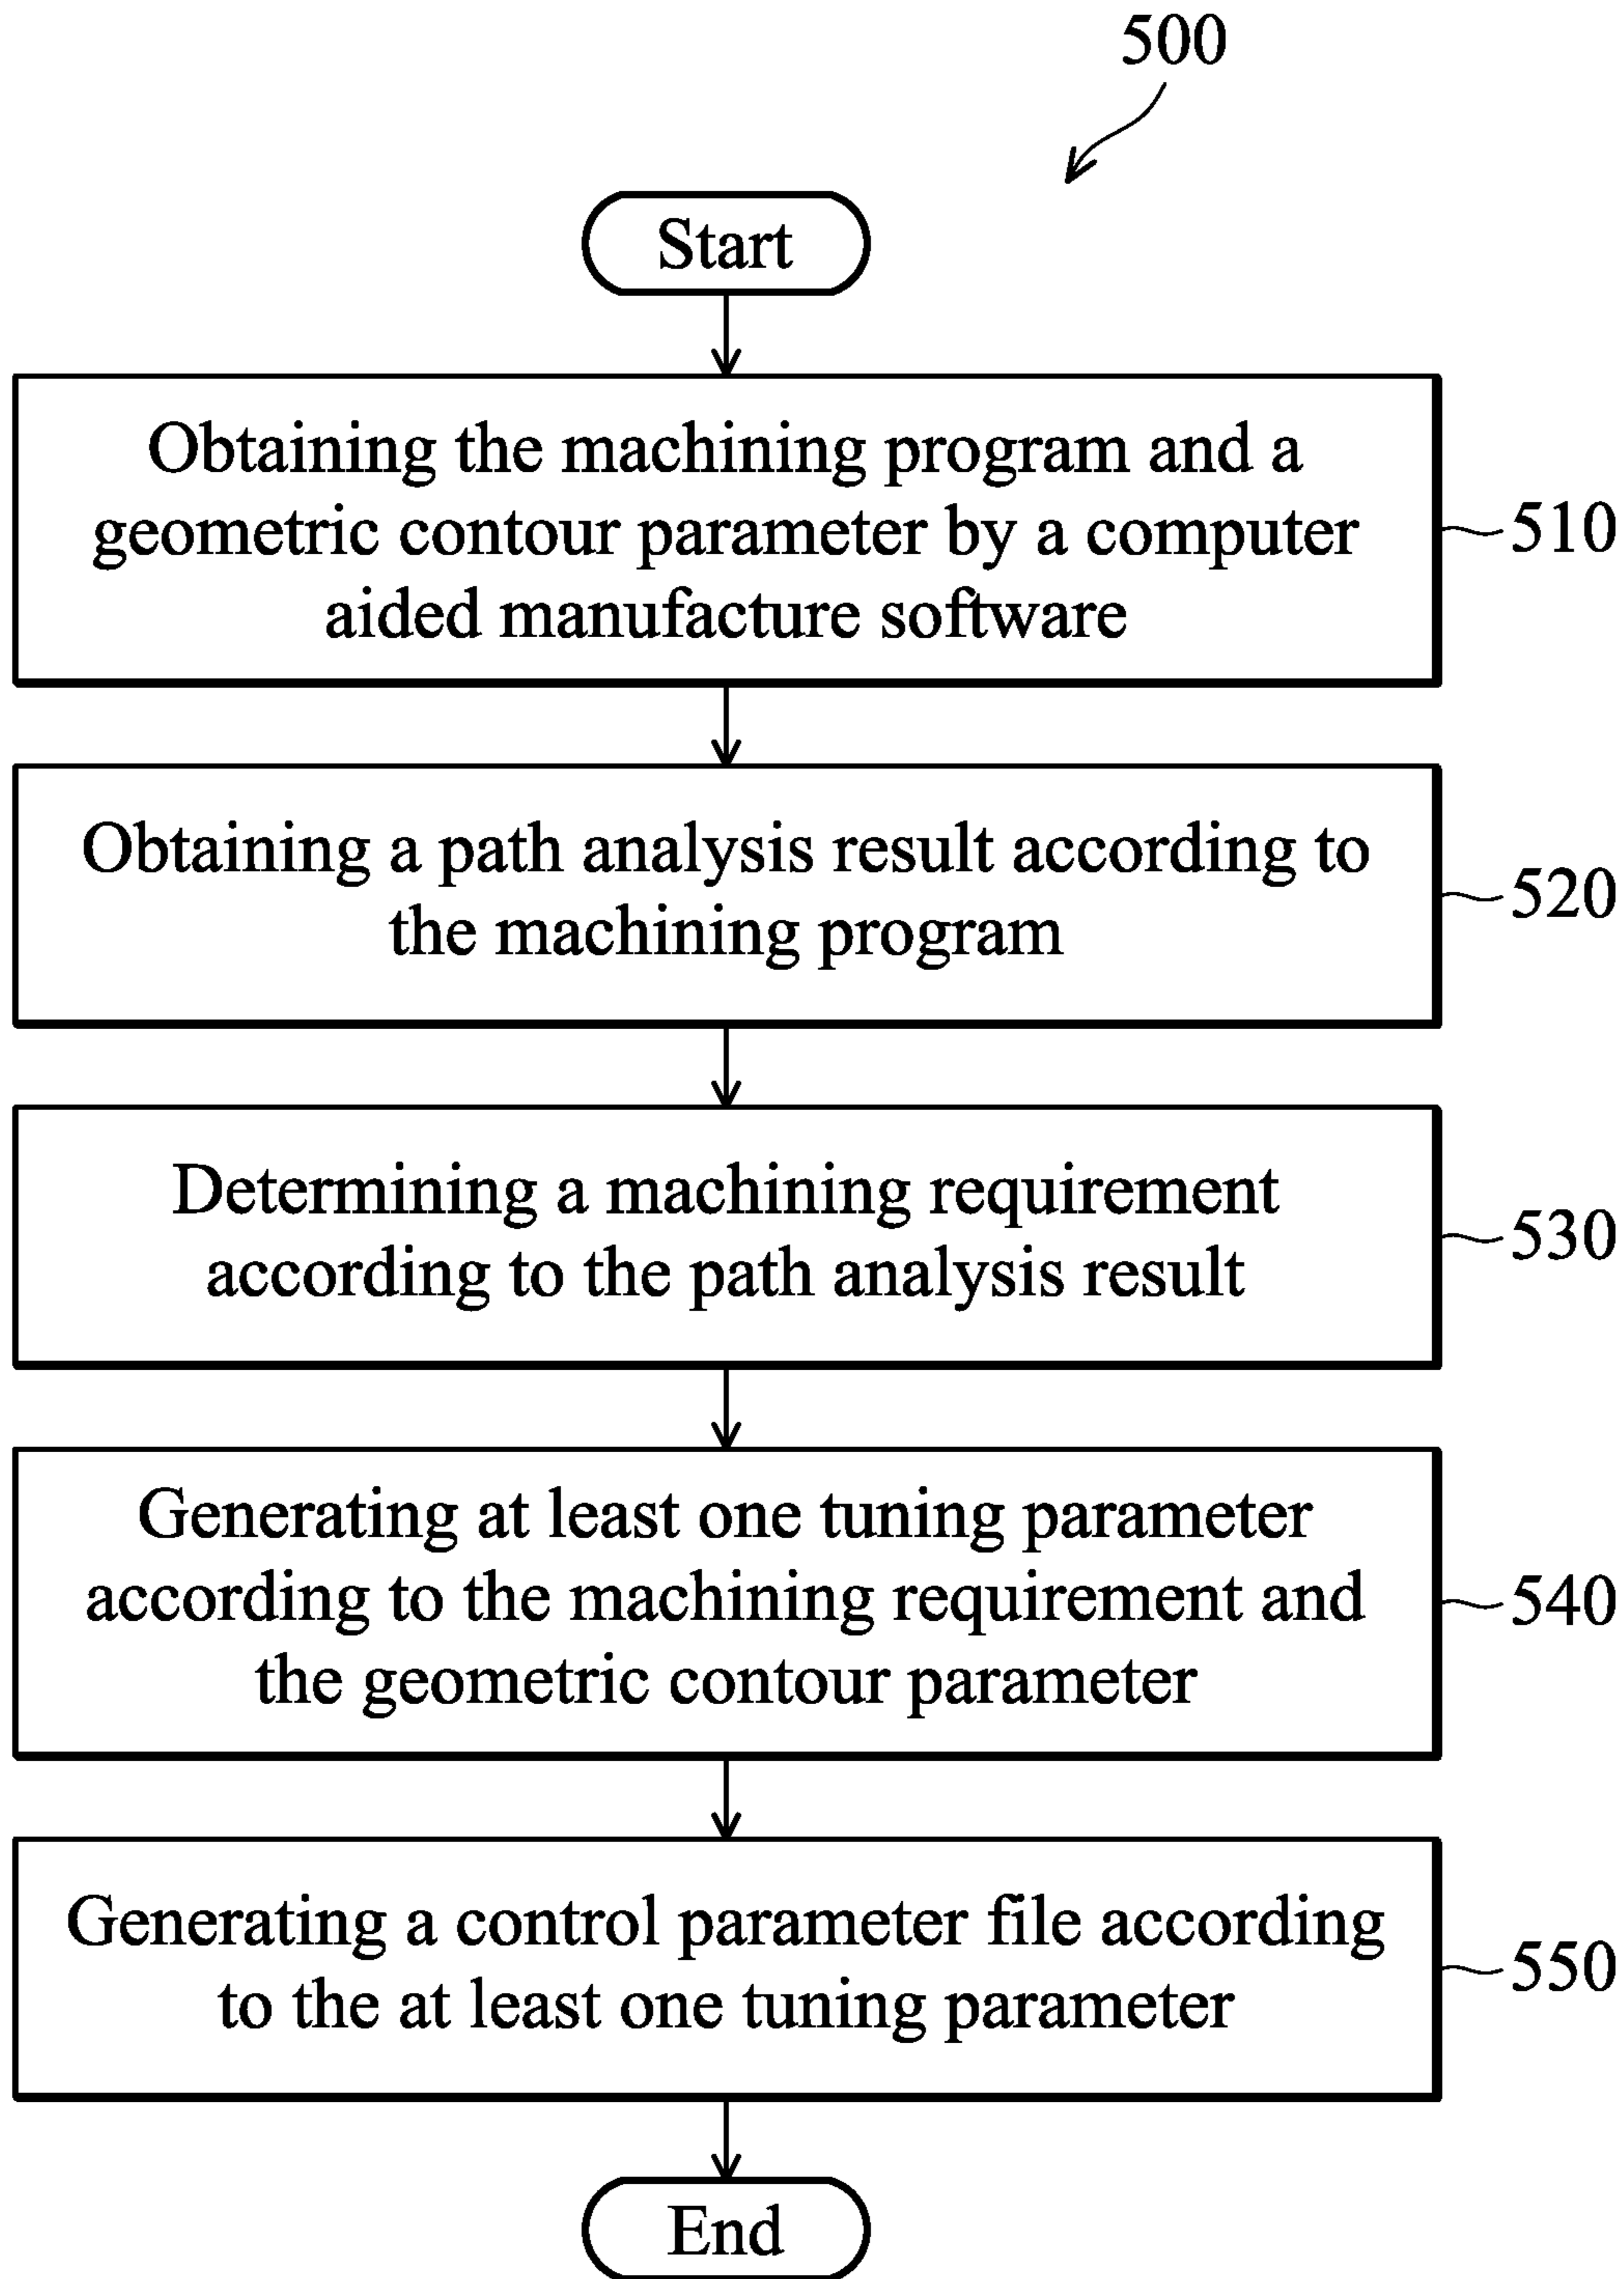 500
Start
Obtaining the machining program and a
geometric contour parameter by a computer
aided manufacture software
510
Obtaining a path analysis result according to
the machining program
520
Determining a machining requirement
according to the path analysis result
530
Generating at least one tuning parameter
according to the machining requirement and
the geometric contour parameter
540
Generating a control parameter file according
to the at least one tuning parameter
550
End